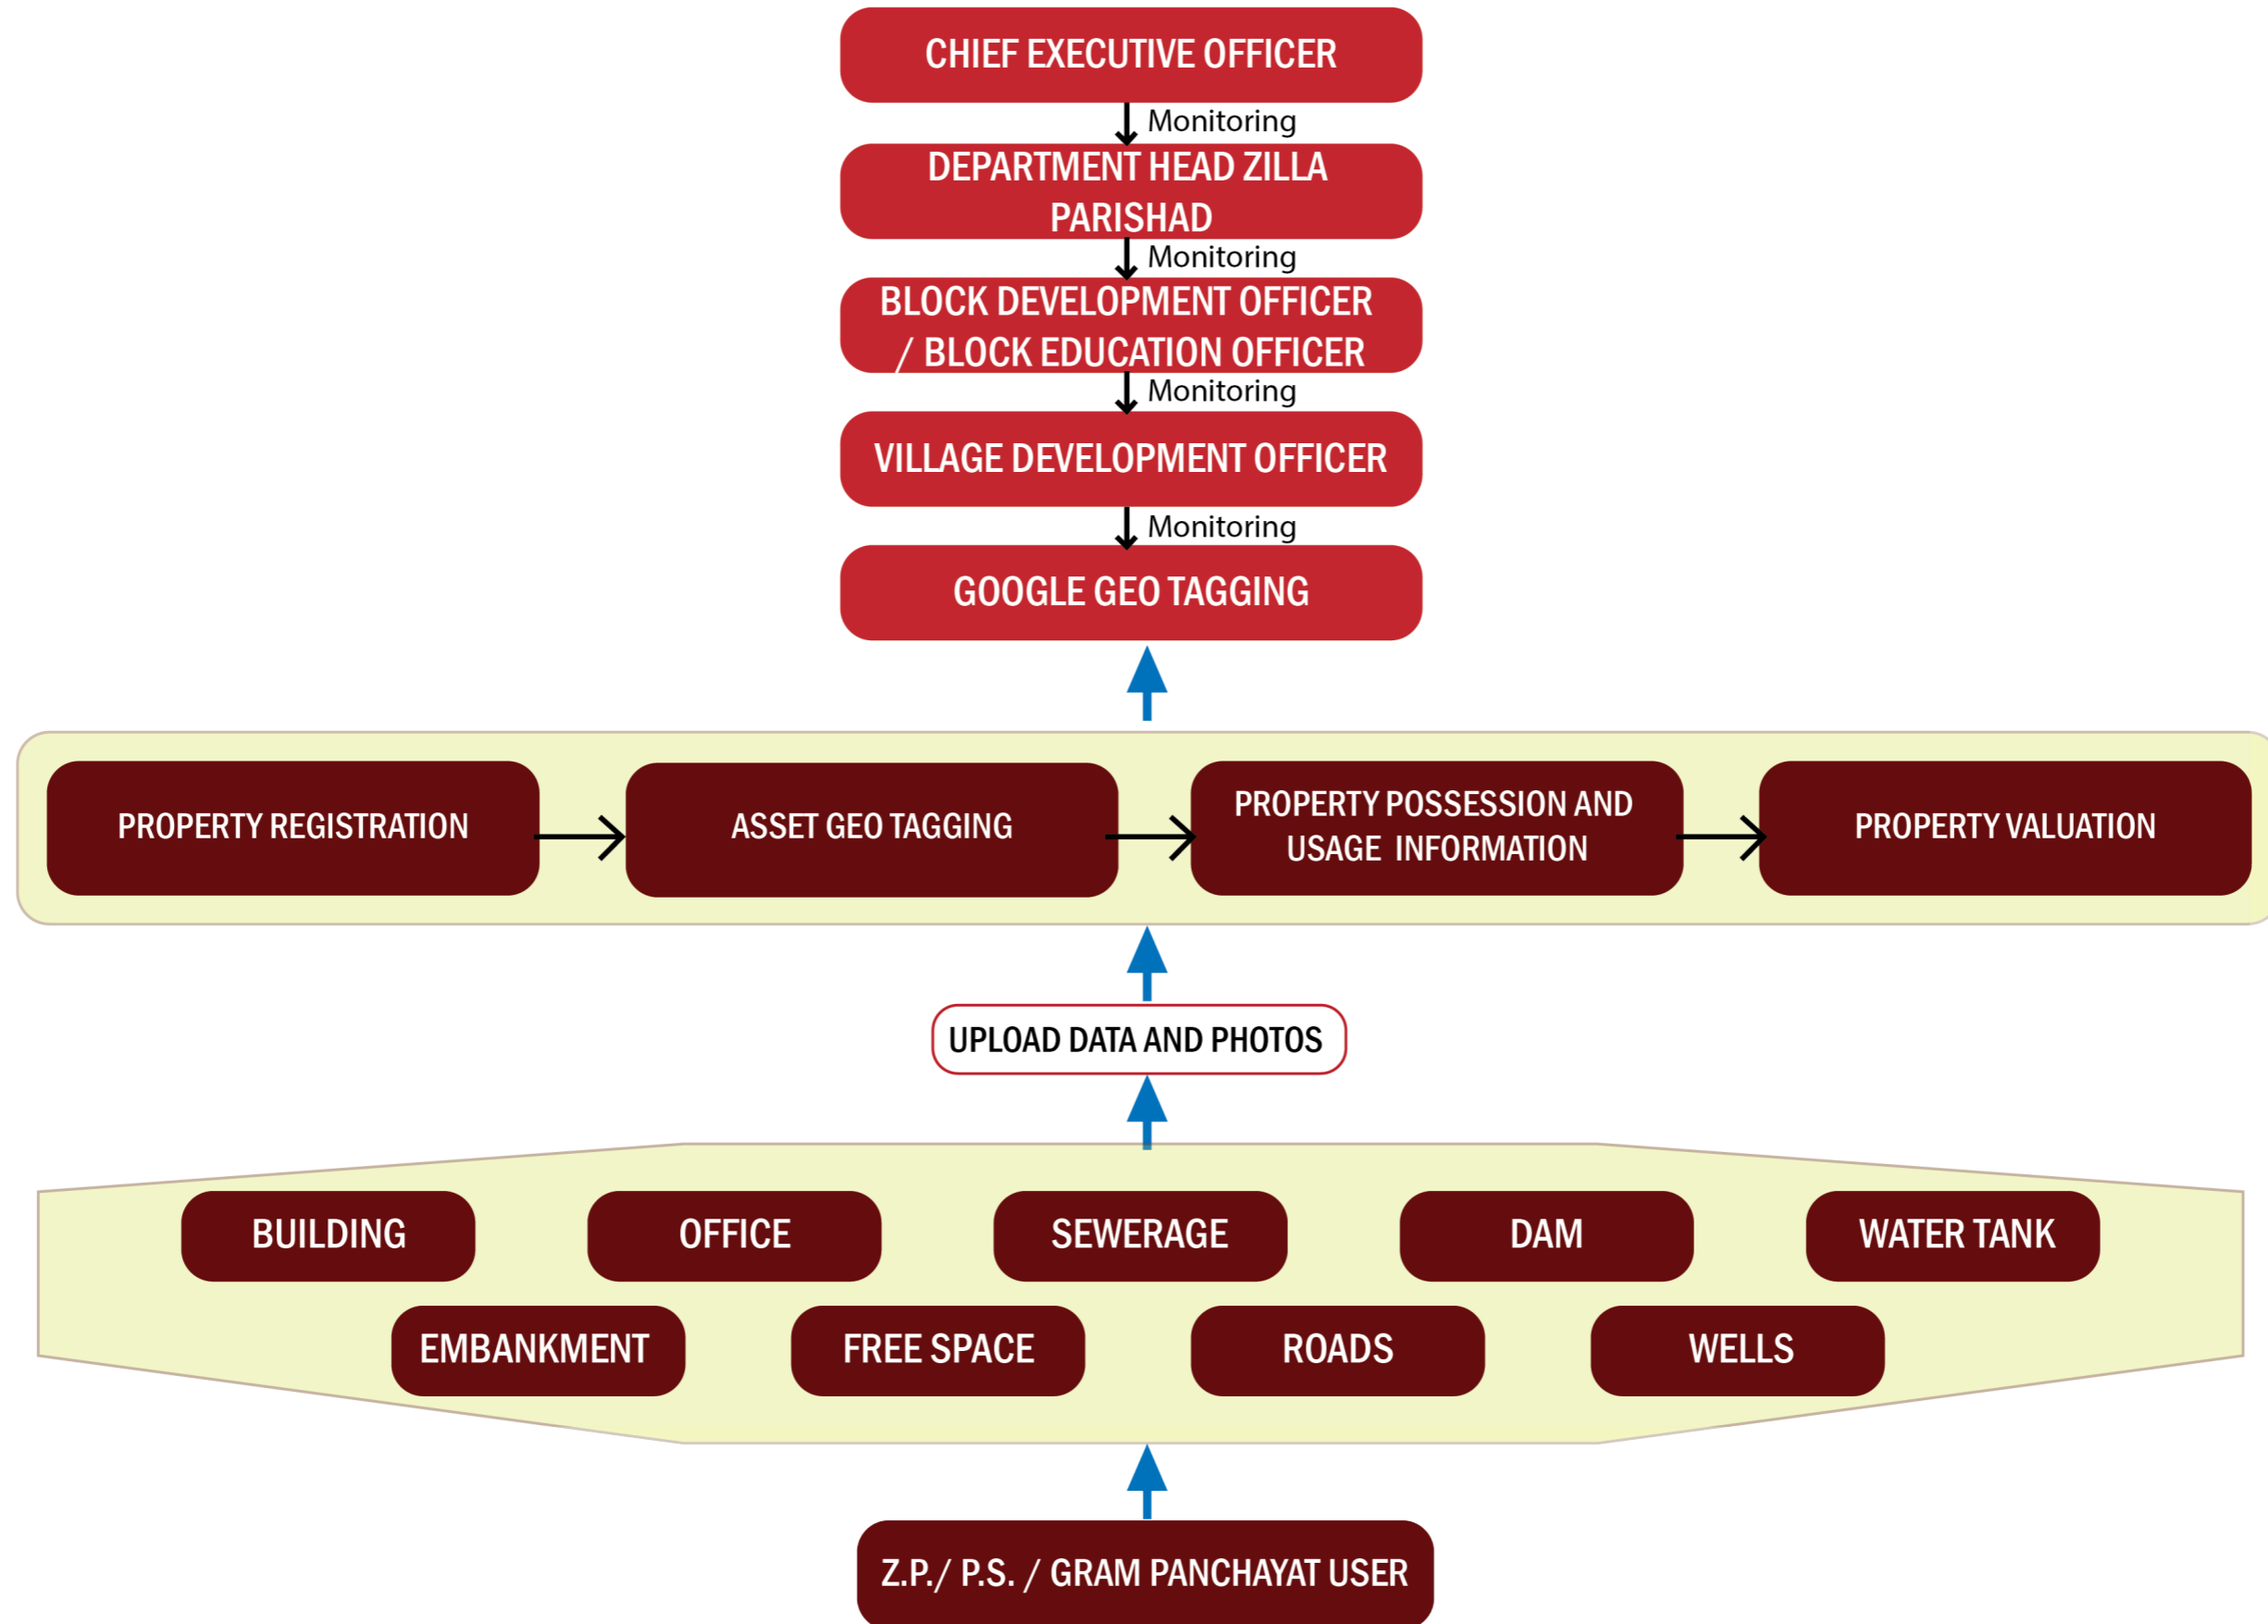 CHIEF EXECUTIVE OFFICER
Monitoring
DEPARTMENT HEAD ZILLA
PARISHAD
Monitoring
BLOCK DEVELOPMENT OFFICER
/ BLOCK EDUCATION OFFICER
Monitoring
VILLAGE DEVELOPMENT OFFICER
Monitoring
GOOGLE GEO TAGGING
PROPERTY REGISTRATION
ASSET GEO TAGGING
PROPERTY POSSESSION AND
USAGE INFORMATION
PROPERTY VALUATION
UPLOAD DATA AND PHOTOS
BUILDING
OFFICE
SEWERAGE
DAM
WATER TANK
EMBANKMENT
FREE SPACE
ROADS
WELLS
Z.P./ P.S. / GRAM PANCHAYAT USER